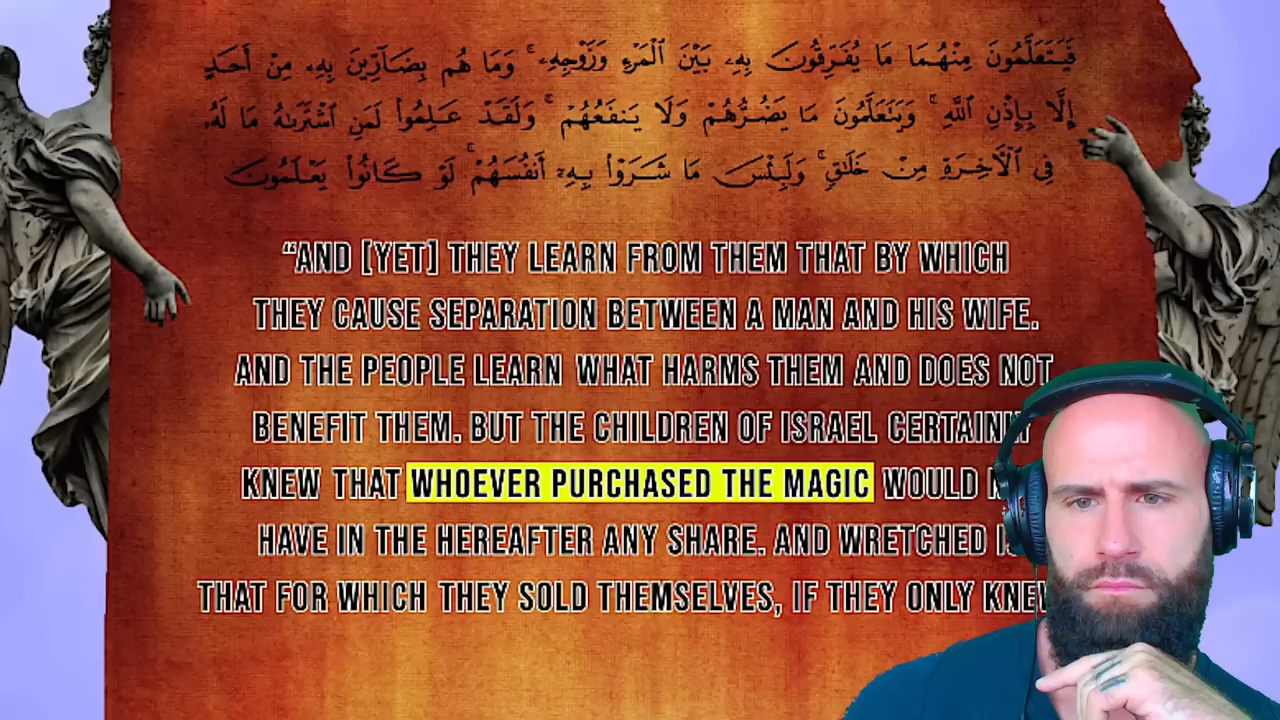 فَيَتَعَلَّمُونَ مِنْهُمَا مَا يُفَرِّقُونَ بِهِۦ بَيْنَ ٱلْمَرْءِ وَزَوْجِهِۦ ۚ وَمَا هُم بِضَآرِّينَ بِهِۦ مِنْ أَحَدٍ
إِلَّا بِإِذْنِ ٱللَّهِ ۚ وَيَتَعَلَّمُونَ مَا يَضُرُّهُمْ وَلَا يَنفَعُهُمْ ۚ وَلَقَدْ عَلِمُوا۟ لَمَنِ ٱشْتَرَىٰهُ مَا لَهُۥ
فِى ٱلْـَٔاخِرَةِ مِنْ خَلَـٰقٍ ۚ وَلَبِئْسَ مَا شَرَوْا۟ بِهِۦٓ أَنفُسَهُمْ ۚ لَوْ كَانُوا۟ يَعْلَمُونَ
“AND [YET] THEY LEARN FROM THEM THAT BY WHICH
THEY CAUSE SEPARATION BETWEEN A MAN AND HIS WIFE.
AND THE PEOPLE LEARN WHAT HARMS THEM AND DOES NOT
BENEFIT THEM. BUT THE CHILDREN OF ISRAEL
KNEW THAT WHOEVER PURCHASED THE MAGIC WOULD
HAVE IN THE HEREAFTER ANY SHARE. AND WRETCHED
THAT FOR WHICH THEY SOLD THEMSELVES, IF THEY ONLY